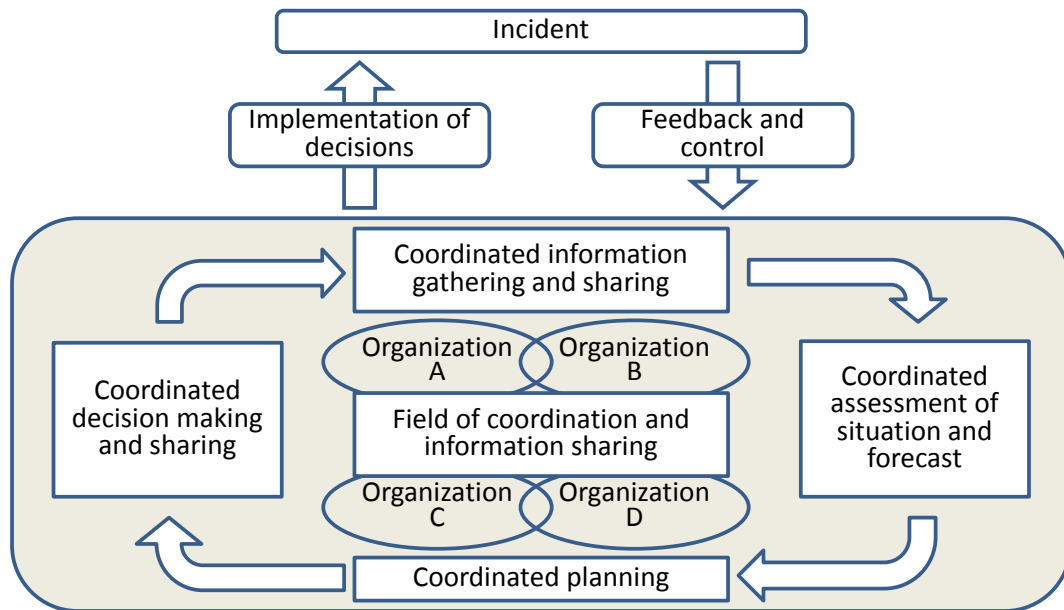 Incident
Implementation of
decisions
Feedback and
control
Coordinated information
gathering and sharing
Organization
A
Organization
B
Coordinated
decision making
and sharing
Field of coordination and
information sharing
Coordinated
assessment of
situation and
forecast
Organization
C
Organization
D
Coordinated planning